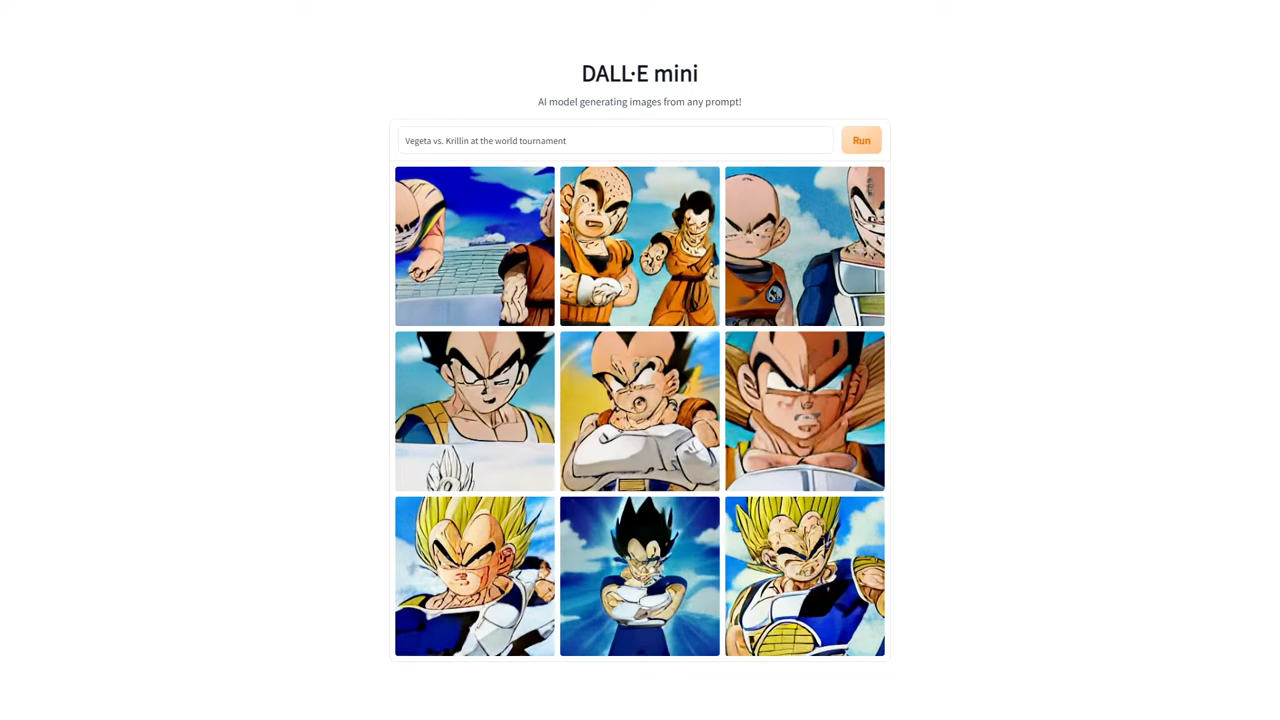 DALL·E mini
AI model generating images from any prompt!
Vegeta vs. Krillin at the world tournament
Run